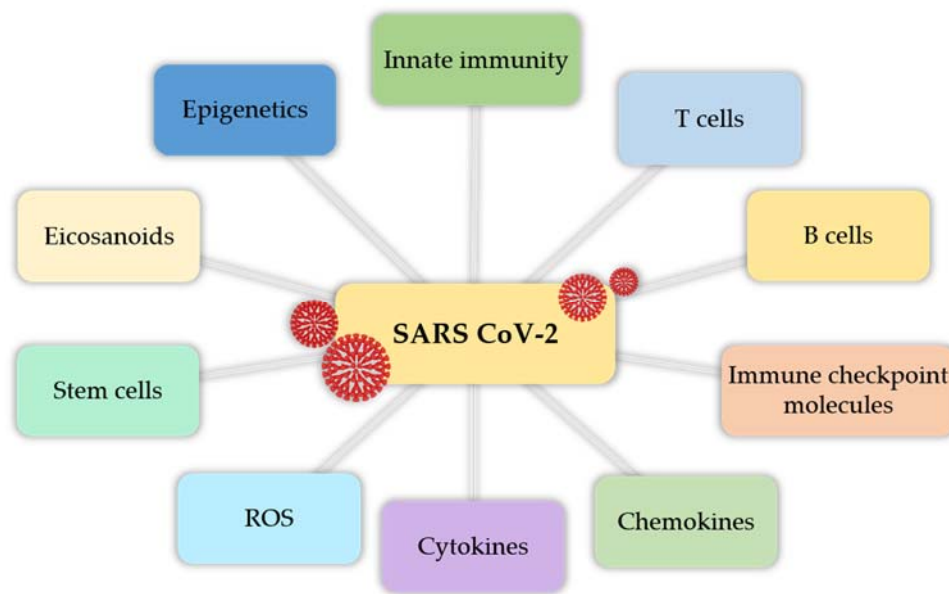 Innate immunity
Epigenetics
T cells
Eicosanoids
B cells
SARS CoV-2
Stem cells
Immune checkpoint
molecules
ROS
Cytokines
Chemokines